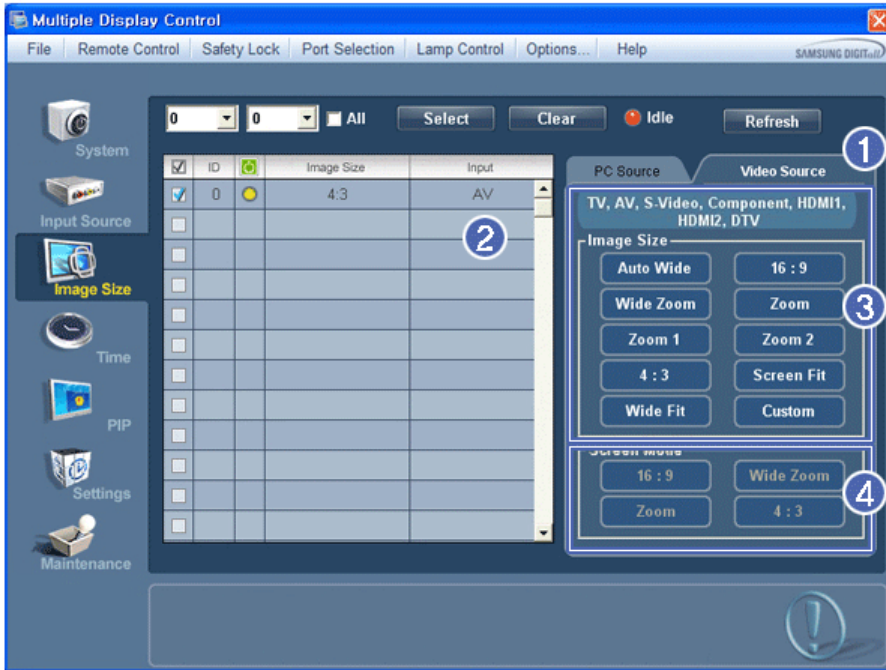 Multiple Display Control
File Remote Control Safety Lock Port Selection Lamp Control Options... Help SAMSUNG DIGITall
0 0 All Select Clear Idle Refresh
System
Input Source
Image Size
Time
PIP
Settings
Maintenance
ID Image Size Input
0 4:3 AV
2
1
PC Source Video Source
TV, AV, S-Video, Component, HDMI1,
HDMI2, DTV
Image Size
Auto Wide 16 : 9
Wide Zoom Zoom
3
Zoom 1 Zoom 2
4 : 3 Screen Fit
Wide Fit Custom
Screen Mode
16 : 9 Wide Zoom
4
Zoom 4 : 3